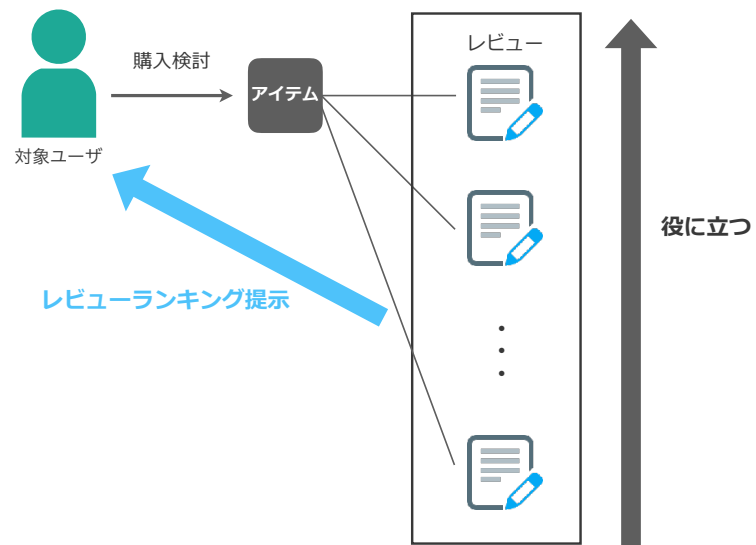 レビュー
購入検討
アイテム
対象ユーザ
役に立つ
レビューランキング提示